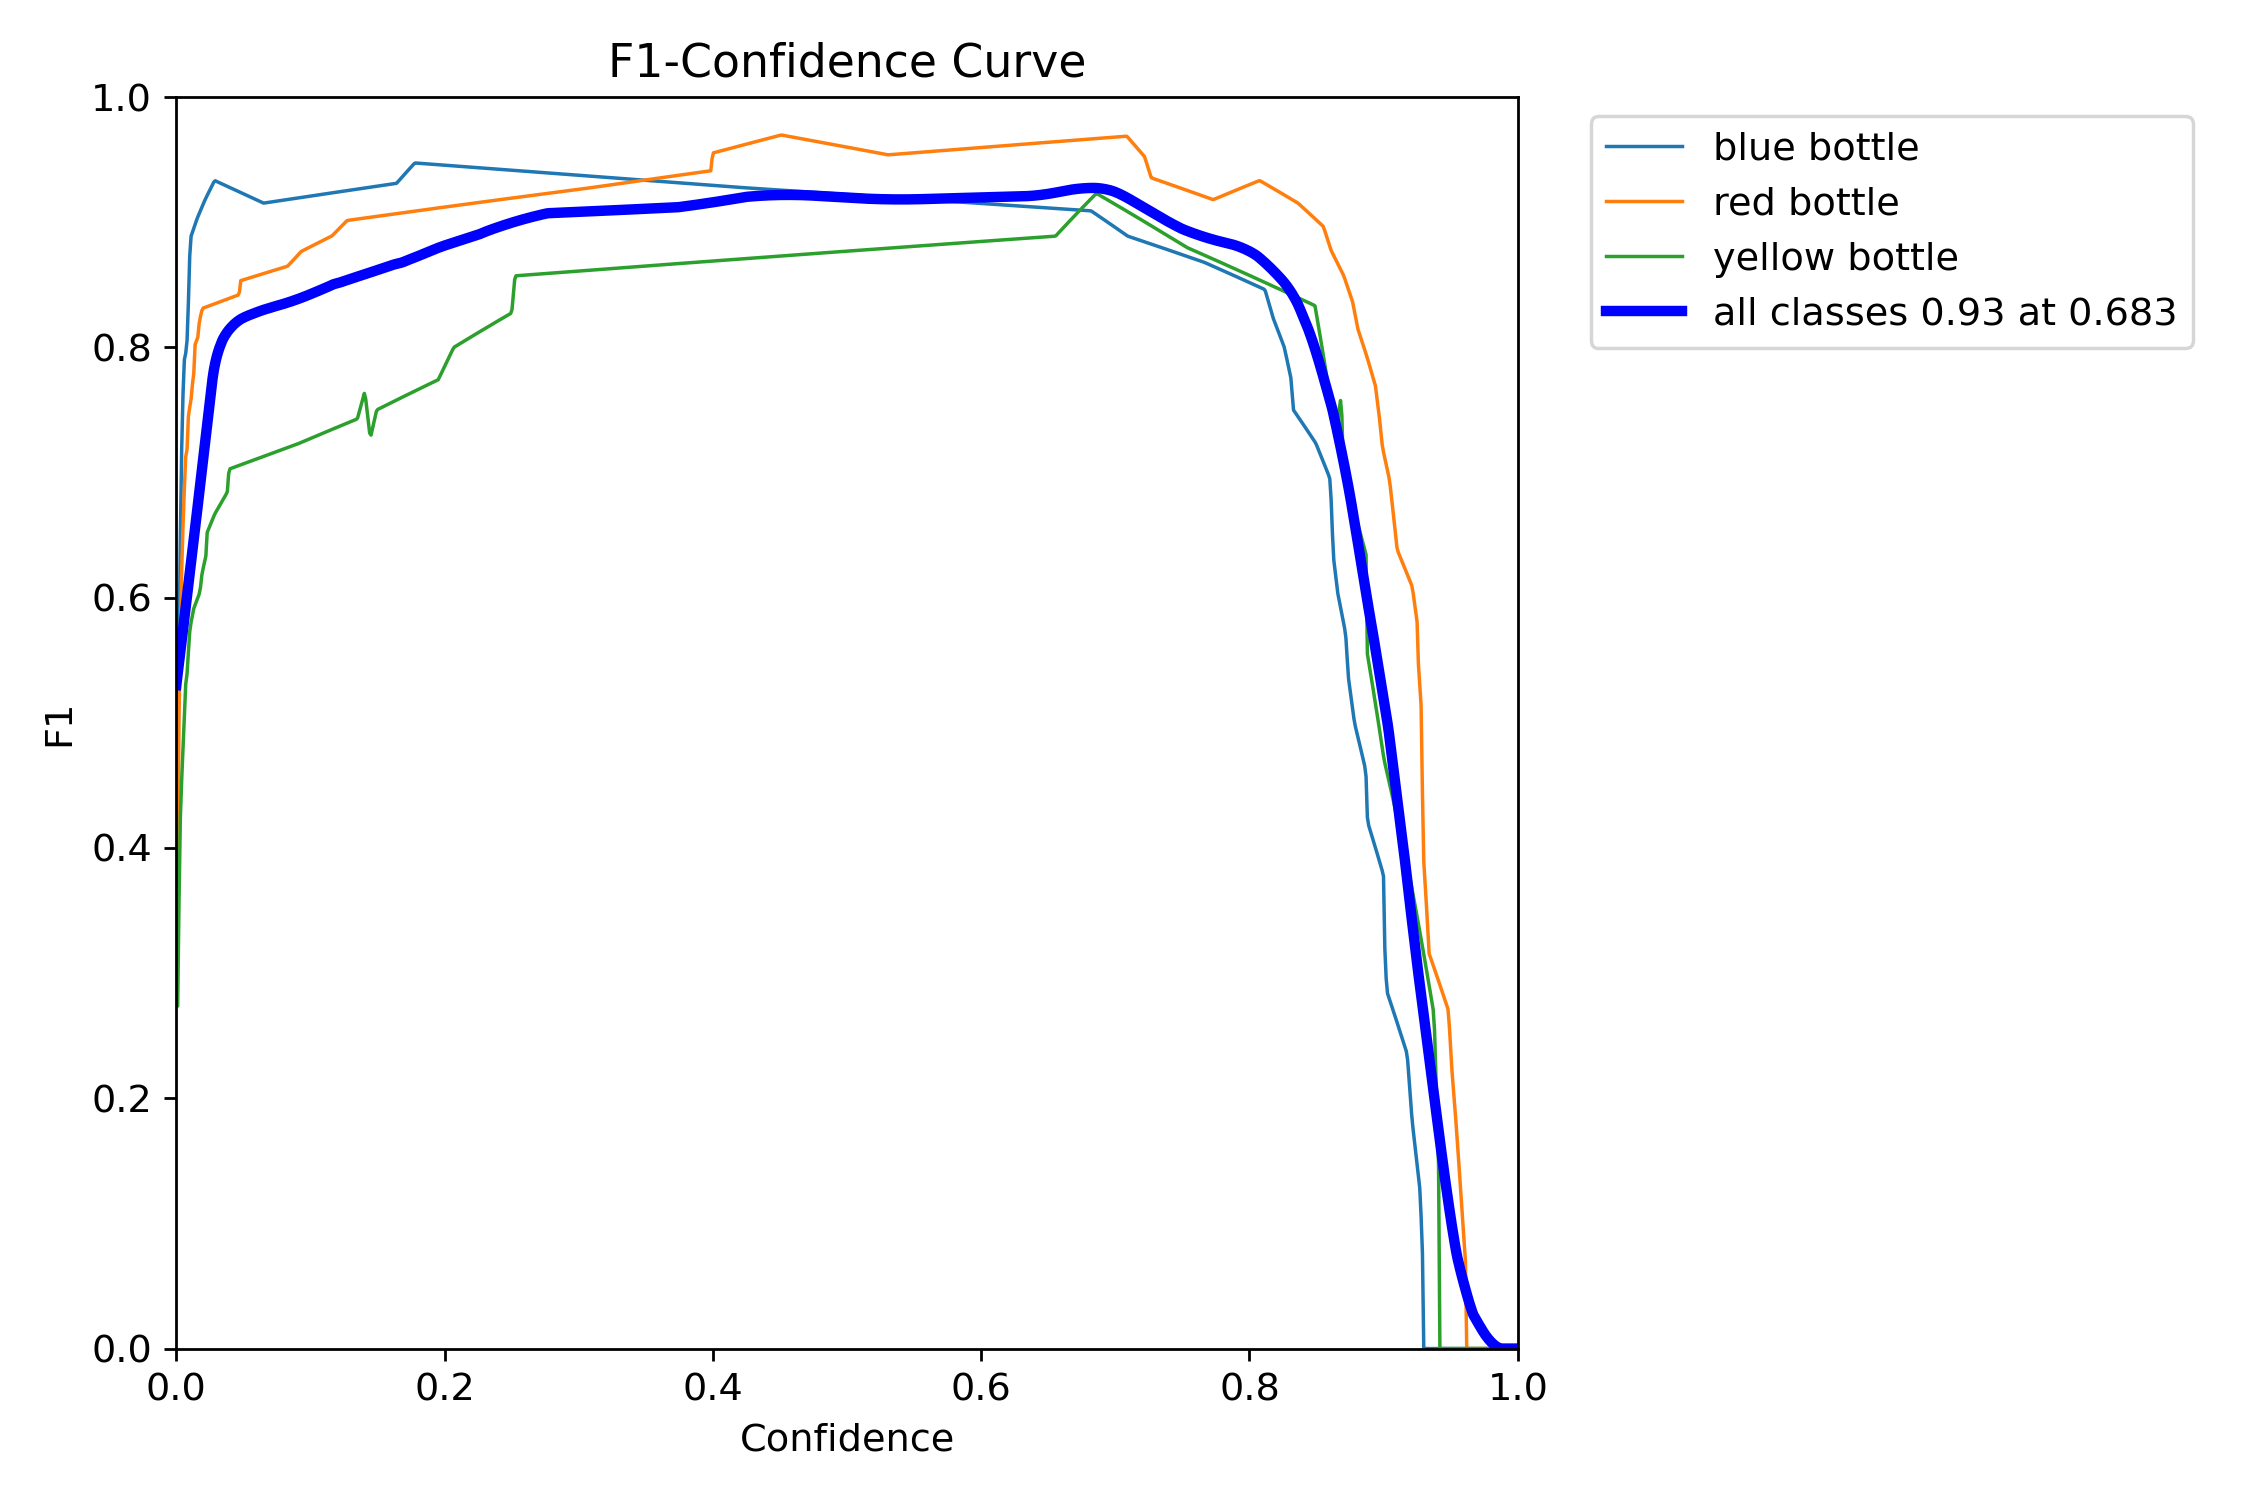 F1-Confidence Curve
1.0
0.8
0.6
0.4
0.2
0.0
F1
0.0 0.2 0.4 0.6 0.8 1.0
Confidence
blue bottle
red bottle
yellow bottle
all classes 0.93 at 0.683